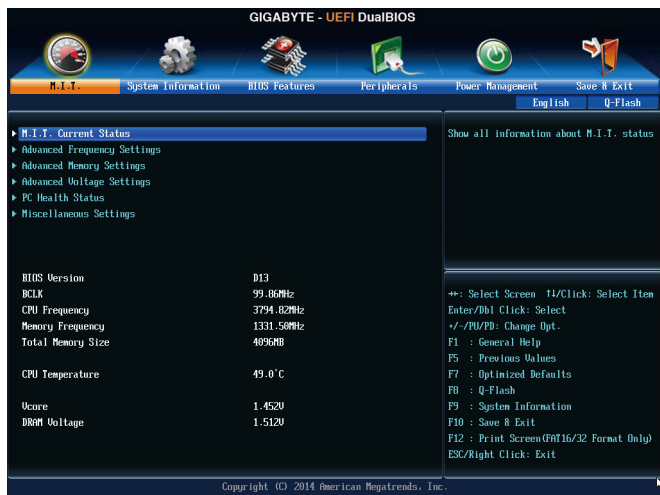 GIGABYTE - UEFI DualBIOS
M.I.T. System Information BIOS Features Peripherals Power Management Save & Exit
English Q-Flash
M.I.T. Current Status
Advanced Frequency Settings
Advanced Memory Settings
Advanced Voltage Settings
PC Health Status
Miscellaneous Settings
BIOS Version D13
BCLK 99.86MHz
CPU Frequency 3794.82MHz
Memory Frequency 1331.50MHz
Total Memory Size 4096MB
CPU Temperature 49.0°C
Vcore 1.452V
DRAM Voltage 1.512V
Show all information about M.I.T. status
→←: Select Screen ↑↓/Click: Select Item
Enter/Dbl Click: Select
+/-/PU/PD: Change Opt.
F1 : General Help
F5 : Previous Values
F7 : Optimized Defaults
F8 : Q-Flash
F9 : System Information
F10 : Save & Exit
F12 : Print Screen(FAT16/32 Format Only)
ESC/Right Click: Exit
Copyright (C) 2014 American Megatrends, Inc.